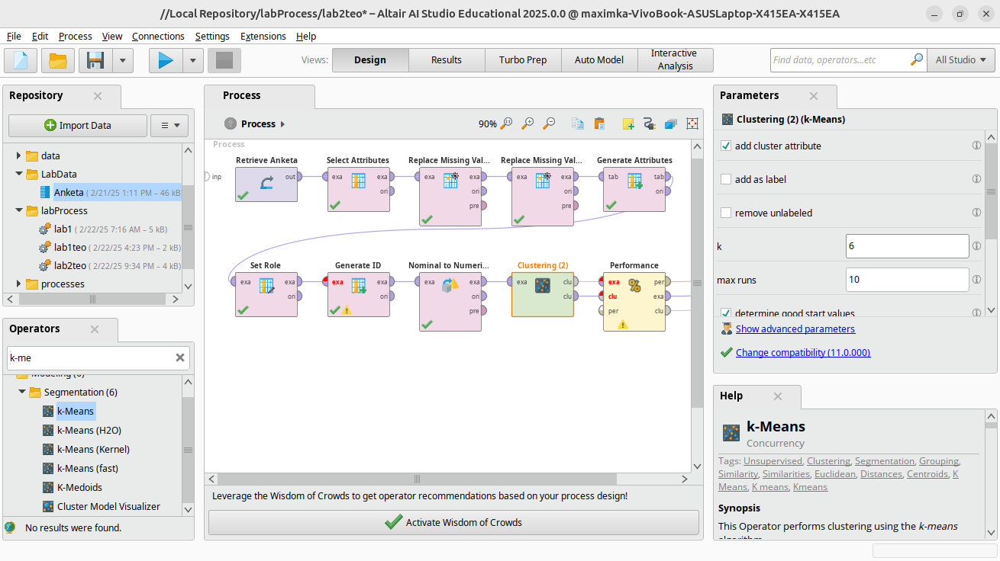 //Local Repository/labProcess/lab2teo* – Altair AI Studio Educational 2025.0.0 @ maximka-VivoBook-ASUSLaptop-X415EA-X415EA
File Edit Process View Connections Settings Extensions Help
Views: Design Results Turbo Prep Auto Model Interactive Analysis
Find data, operators...etc All Studio
Repository
Import Data
data
LabData
Anketa ( 2/21/25 1:11 PM – 46 kB
labProcess
lab1 ( 2/22/25 7:16 AM – 5 kB)
lab1teo ( 2/22/25 4:23 PM – 2 kB)
lab2teo ( 2/22/25 9:34 PM – 4 kB)
processes
Operators
k-me
Modeling (6)
Segmentation (6)
k-Means
k-Means (H2O)
k-Means (Kernel)
k-Means (fast)
K-Medoids
Cluster Model Visualizer
No results were found.
Process
Process 90%
Process
Retrieve Anketa Select Attributes Replace Missing Val... Replace Missing Val... Generate Attributes
inp out exa exa exa exa exa exa tab tab
ori ori ori ori
pre pre
Set Role Generate ID Nominal to Numeri... Clustering (2) Performance
exa exa exa exa exa exa exa clu exa per
ori ori ori clu clu exa
pre per clu
Leverage the Wisdom of Crowds to get operator recommendations based on your process design!
Activate Wisdom of Crowds
Parameters
Clustering (2) (k-Means)
add cluster attribute
add as label
remove unlabeled
k 6
max runs 10
determine good start values
Show advanced parameters
Change compatibility (11.0.000)
Help
k-Means
Concurrency
Tags: Unsupervised, Clustering, Segmentation, Grouping,
Similarity, Similarities, Euclidean, Distances, Centroids, K
Means, K means, Kmeans
Synopsis
This Operator performs clustering using the k-means
algorithm.